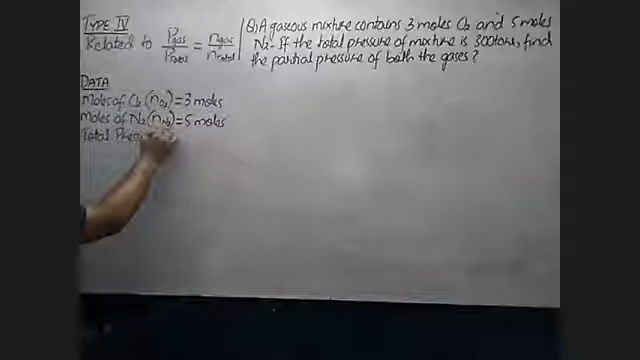 TYPE IV
Related to Pgas/Ptotal = ngas/ntotal
Q:A gaseous mixture contains 3 moles O2 and 5 moles
N2. If the total pressure of mixture is 300torr, find
the partial pressure of both the gases?
DATA
Moles of O2 (nO2) = 3 moles
Moles of N2 (nN2) = 5 moles
Total Press